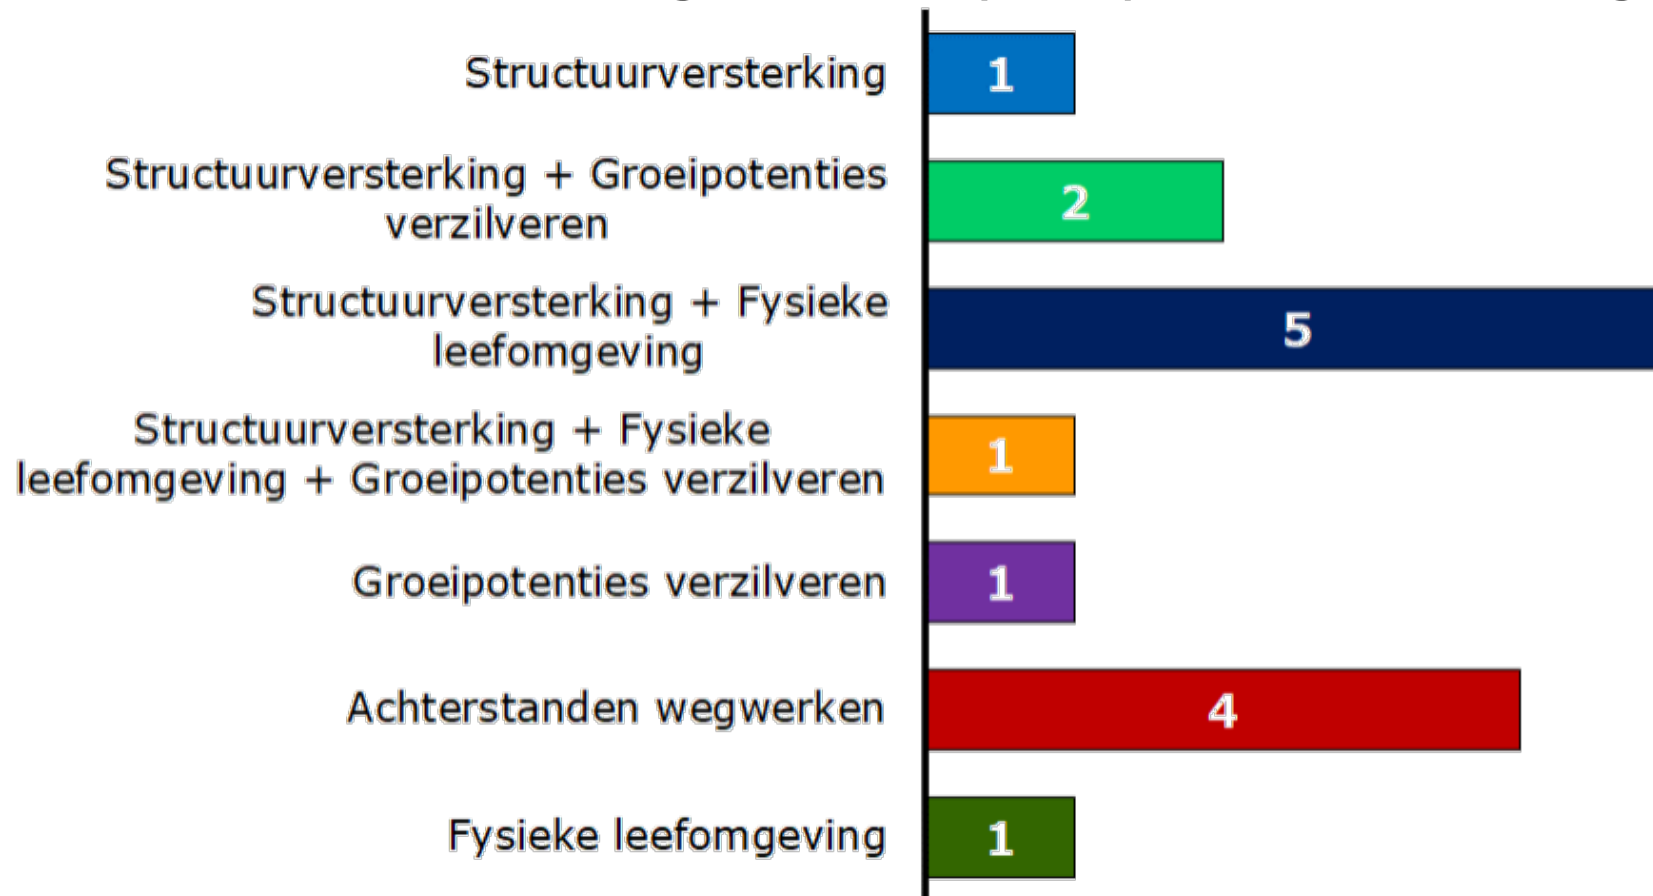 Structuurversterking
1
Structuurversterking + Groeipotenties
verzilveren
2
Structuurversterking + Fysieke
leefomgeving
5
Structuurversterking + Fysieke
leefomgeving + Groeipotenties verzilveren
1
Groeipotenties verzilveren
1
Achterstanden wegwerken
4
Fysieke leefomgeving
1